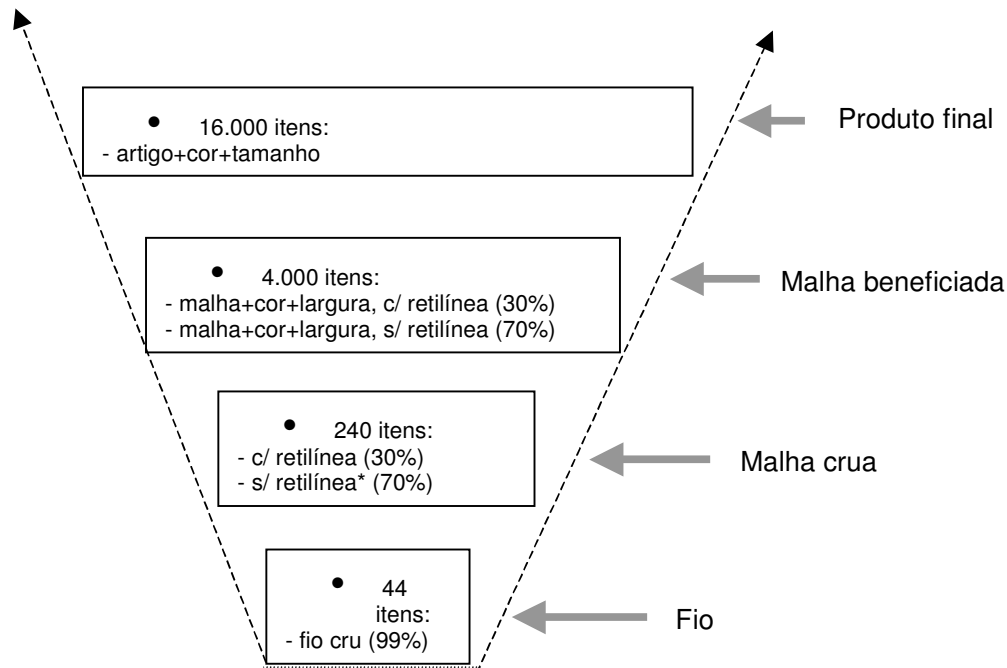 • 16.000 itens:
- artigo+cor+tamanho
Produto final
• 4.000 itens:
- malha+cor+largura, c/ retilínea (30%)
- malha+cor+largura, s/ retilínea (70%)
Malha beneficiada
• 240 itens:
- c/ retilínea (30%)
- s/ retilínea* (70%)
Malha crua
• 44
itens:
- fio cru (99%)
Fio